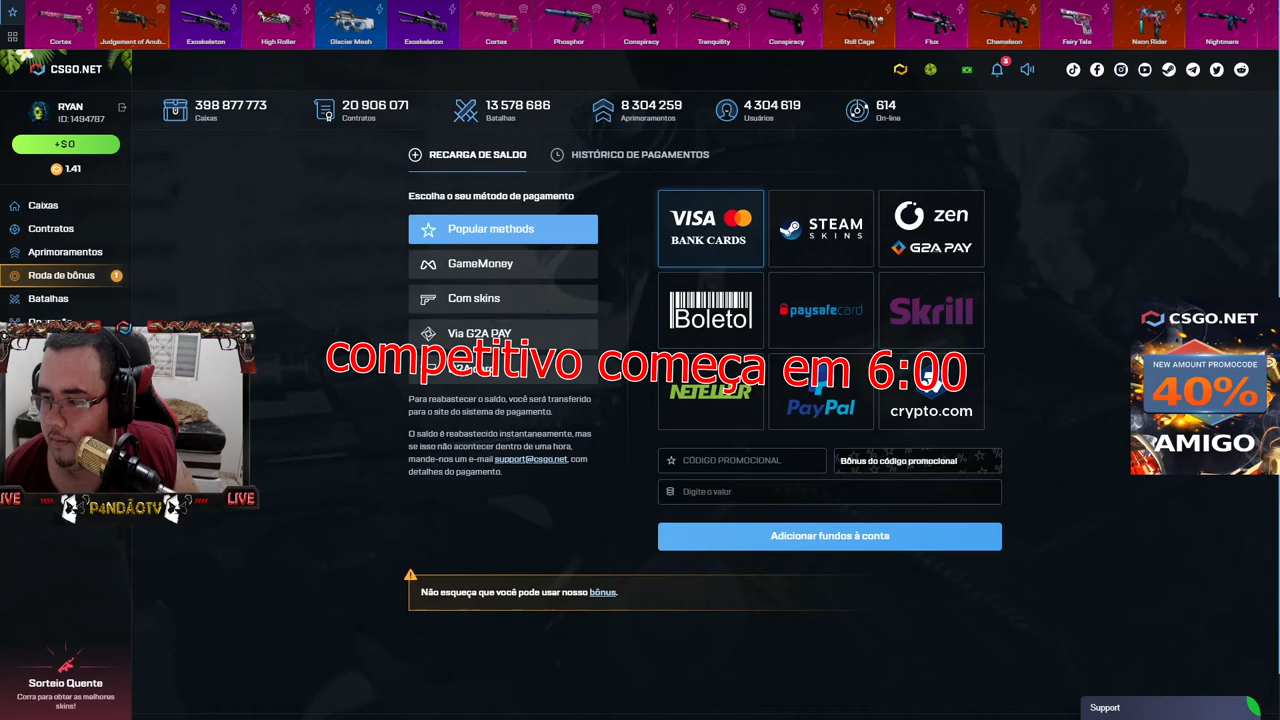 Cortex
Judgement of Anub...
Exoskeleton
High Roller
Glacier Mesh
Exoskeleton
Cortex
Phosphor
Conspiracy
Tranquility
Conspiracy
Roll Cage
Flux
Chameleon
Fairy Tale
Neon Rider
Nightmare
CSGO.NET
3
RYAN
ID: 1494787
+SO
1.41
398 877 773
Caixas
20 906 071
Contratos
13 578 686
Batalhas
8 304 259
Aprimoramentos
4 304 619
Usuários
614
On-line
Caixas
Contratos
Aprimoramentos
Roda de bônus
1
Batalhas
RECARGA DE SALDO
HISTÓRICO DE PAGAMENTOS
Escolha o seu método de pagamento
Popular methods
GameMoney
Com skins
Via G2A PAY
Para reabastecer o saldo, você será transferido
para o site do sistema de pagamento.
O saldo é reabastecido instantaneamente, mas
se isso não acontecer dentro de uma hora,
mande-nos um e-mail support@csgo.net, com
detalhes do pagamento.
VISA
BANK CARDS
STEAM
SKINS
zen
G2A PAY
Boleto
paysafecard
Skrill
competitivo começa em 6:00
NETELLER
PayPal
crypto.com
CÓDIGO PROMOCIONAL
Bônus do código promocional
Digite o valor
Adicionar fundos à conta
Não esqueça que você pode usar nosso bônus.
CSGO.NET
NEW AMOUNT PROMOCODE
40%
AMIGO
LIVE
P4NDÃOTV
LIVE
Sorteio Quente
Corra para obter as melhores
skins!
Support